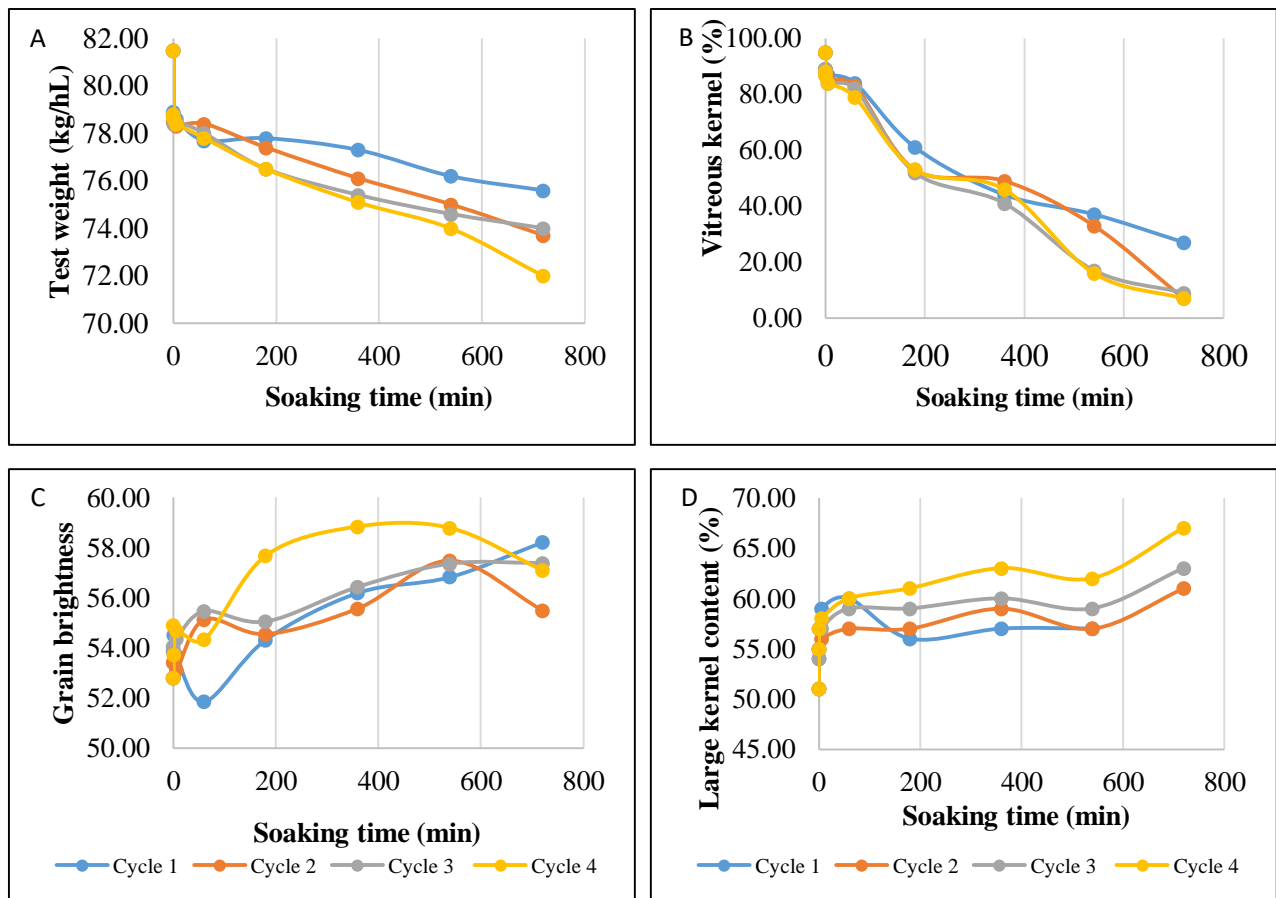 A
Test weight (kg/hL)
82.00
80.00
78.00
76.00
74.00
72.00
70.00
0 200 400 600 800
Soaking time (min)
B
Vitreous kernel (%)
100.00
80.00
60.00
40.00
20.00
0.00
0 200 400 600 800
Soaking time (min)
C
Grain brightness
60.00
58.00
56.00
54.00
52.00
50.00
0 200 400 600 800
Soaking time (min)
Cycle 1 Cycle 2 Cycle 3 Cycle 4
D
Large kernel content (%)
70.00
65.00
60.00
55.00
50.00
45.00
0 200 400 600 800
Soaking time (min)
Cycle 1 Cycle 2 Cycle 3 Cycle 4